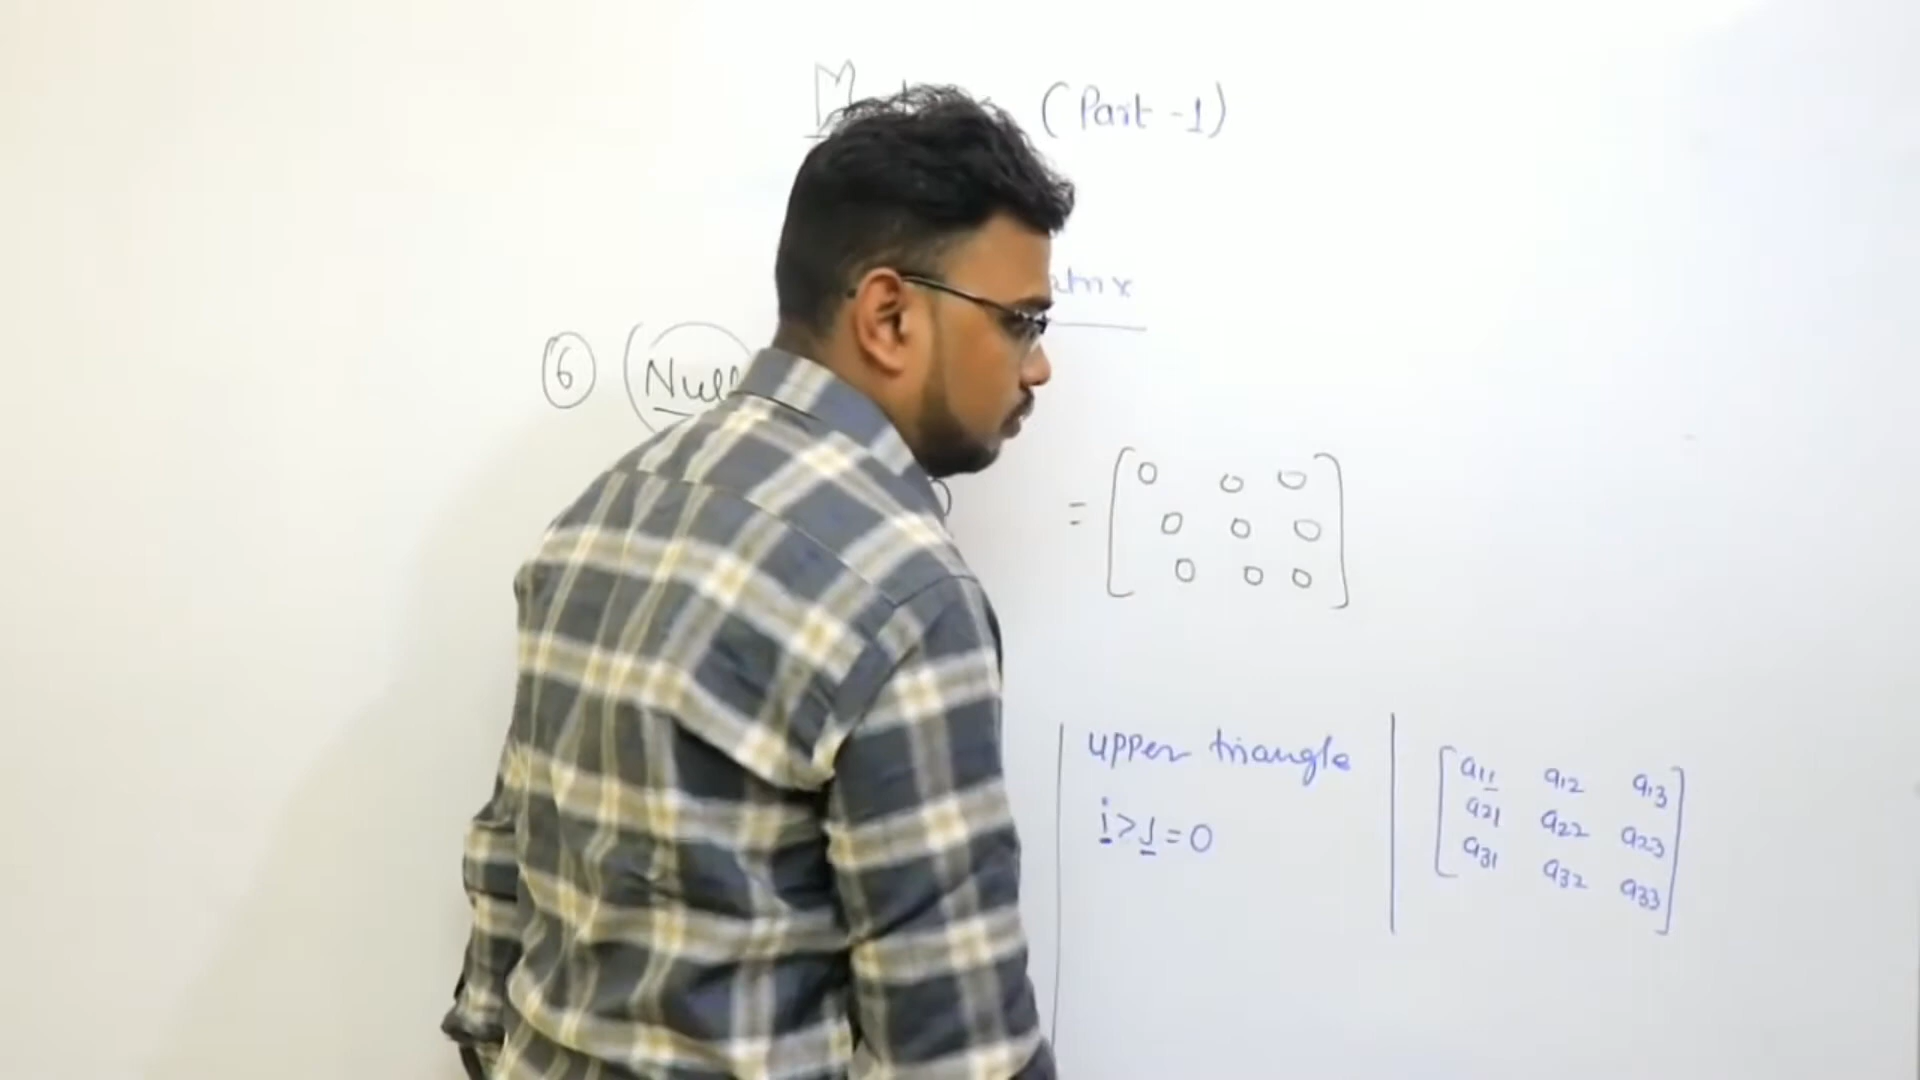 (Part-1)
⑥ (Null
= [ 0 0 0
0 0 0
0 0 0 ]
upper triangle
i>j=0
[ a11 a12 a13
a21 a22 a23
a31 a32 a33 ]